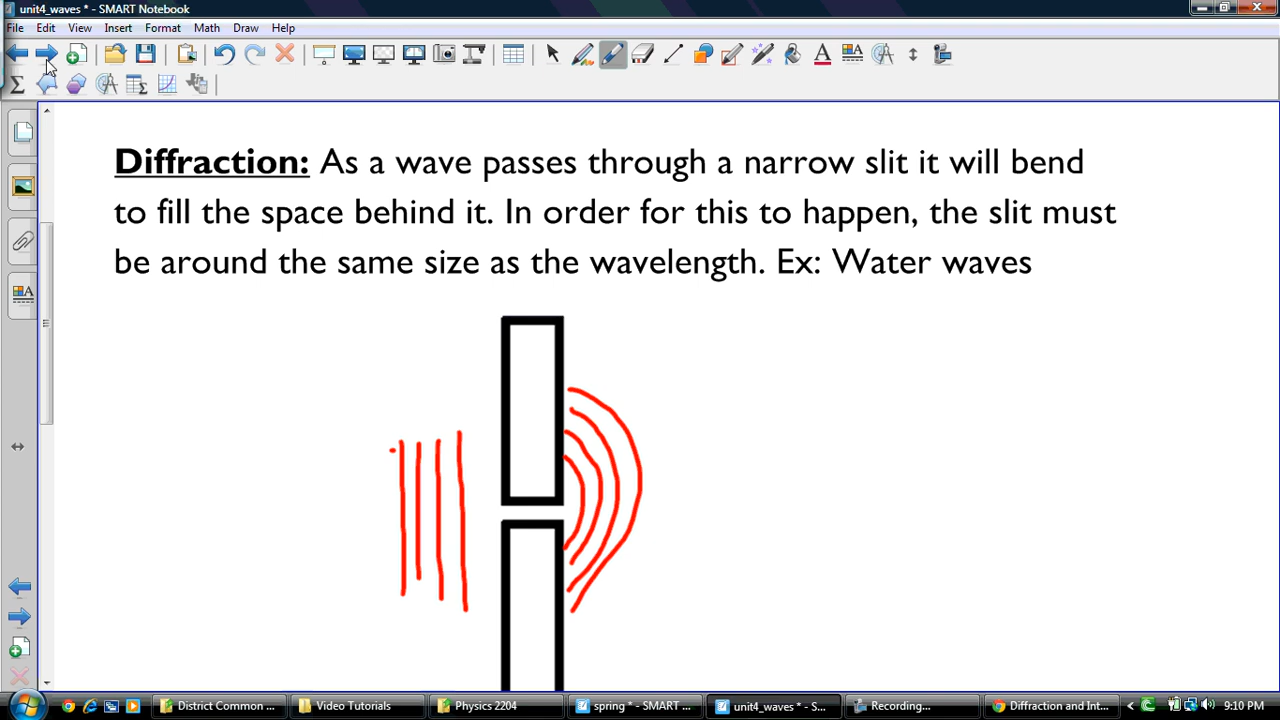 unit4_waves * - SMART Notebook
File Edit View Insert Format Math Draw Help
Diffraction: As a wave passes through a narrow slit it will bend
to fill the space behind it. In order for this to happen, the slit must
be around the same size as the wavelength. Ex: Water waves
District Common ... Video Tutorials Physics 2204 spring * - SMART ... unit4_waves * - S... Recording... Diffraction and Int... 9:10 PM